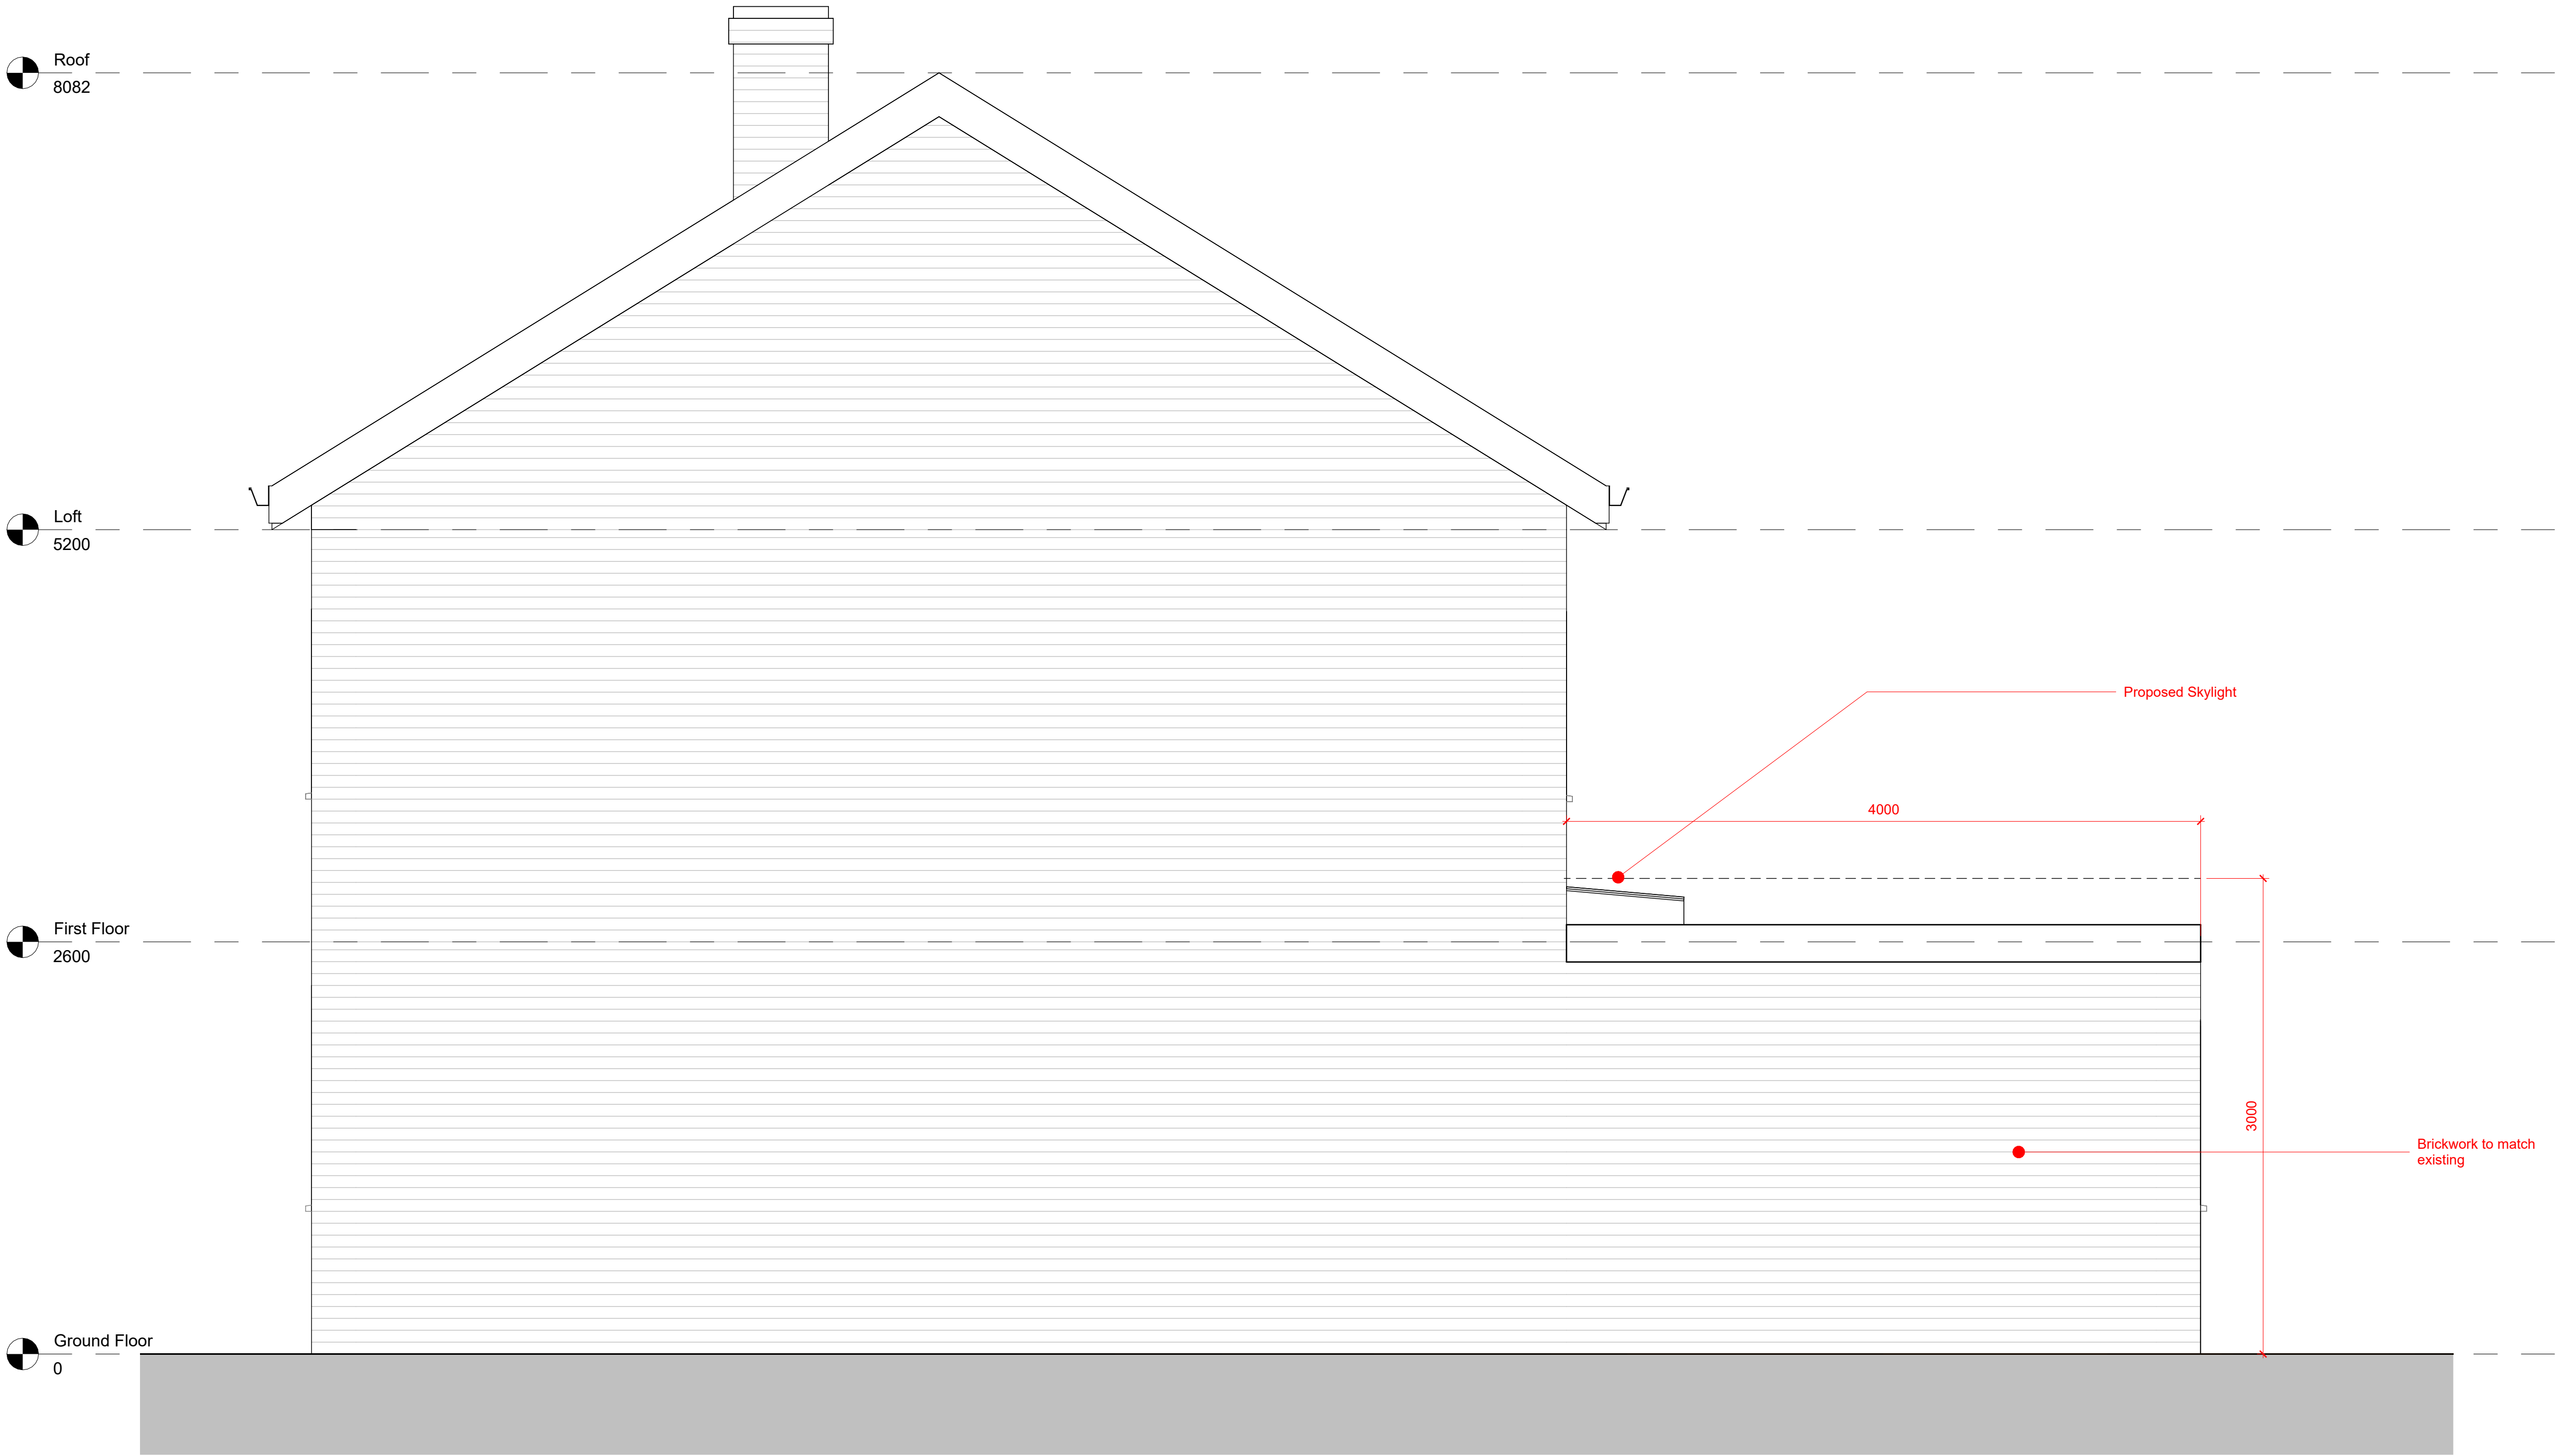 Roof
8082
Loft
5200
Proposed Skylight
4000
First Floor
2600
3000
Brickwork to match
existing
Ground Floor
0